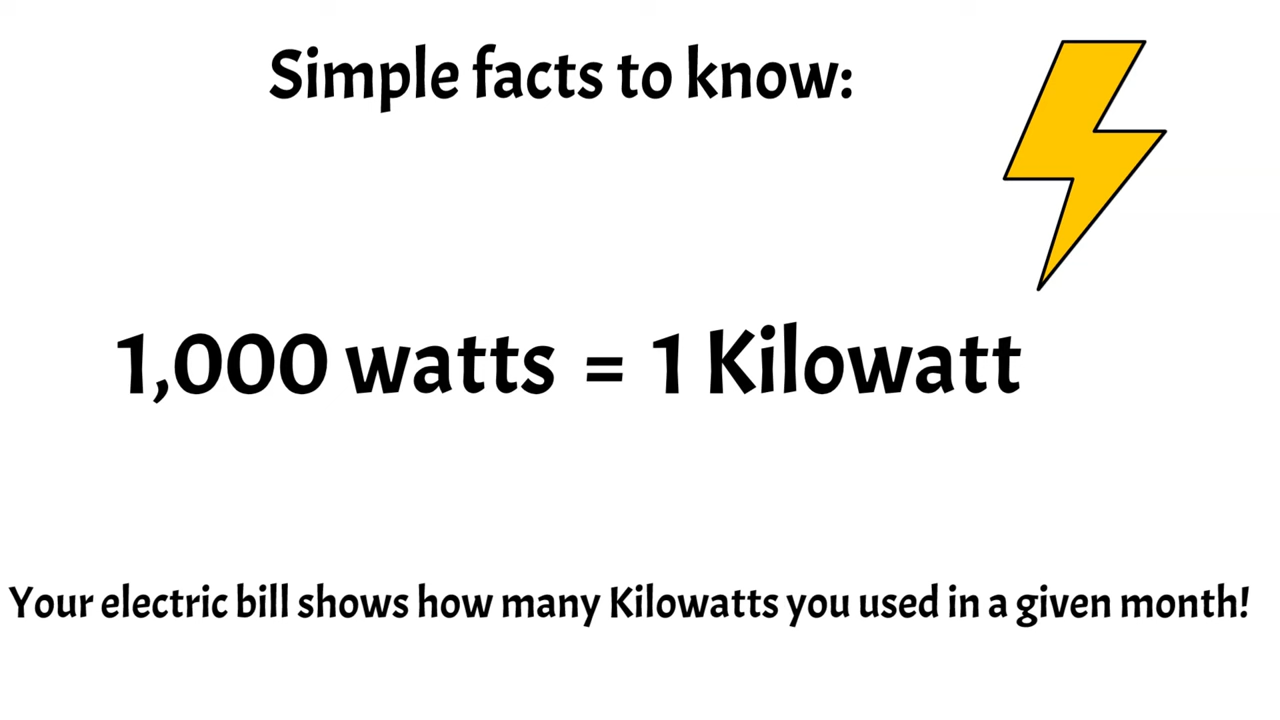 Simple facts to know:
1,000 watts = 1 Kilowatt
Your electric bill shows how many Kilowatts you used in a given month!